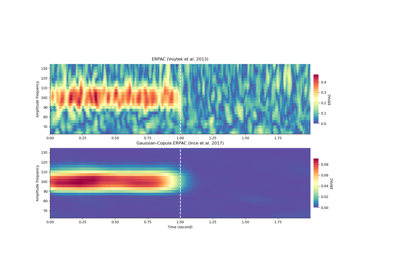 ERPAC (Voytek et al. 2013)
Amplitude frequency
130
120
110
100
90
80
70
0.00 0.25 0.50 0.75 1.00 1.25 1.50 1.75
0.4
0.3
0.2
0.1
0.0
ERPAC
Gaussian-Copula ERPAC (Ince et al. 2017)
Amplitude frequency
130
120
110
100
90
80
70
0.00 0.25 0.50 0.75 1.00 1.25 1.50 1.75
Time (second)
0.08
0.06
0.04
0.02
0.00
ERPAC